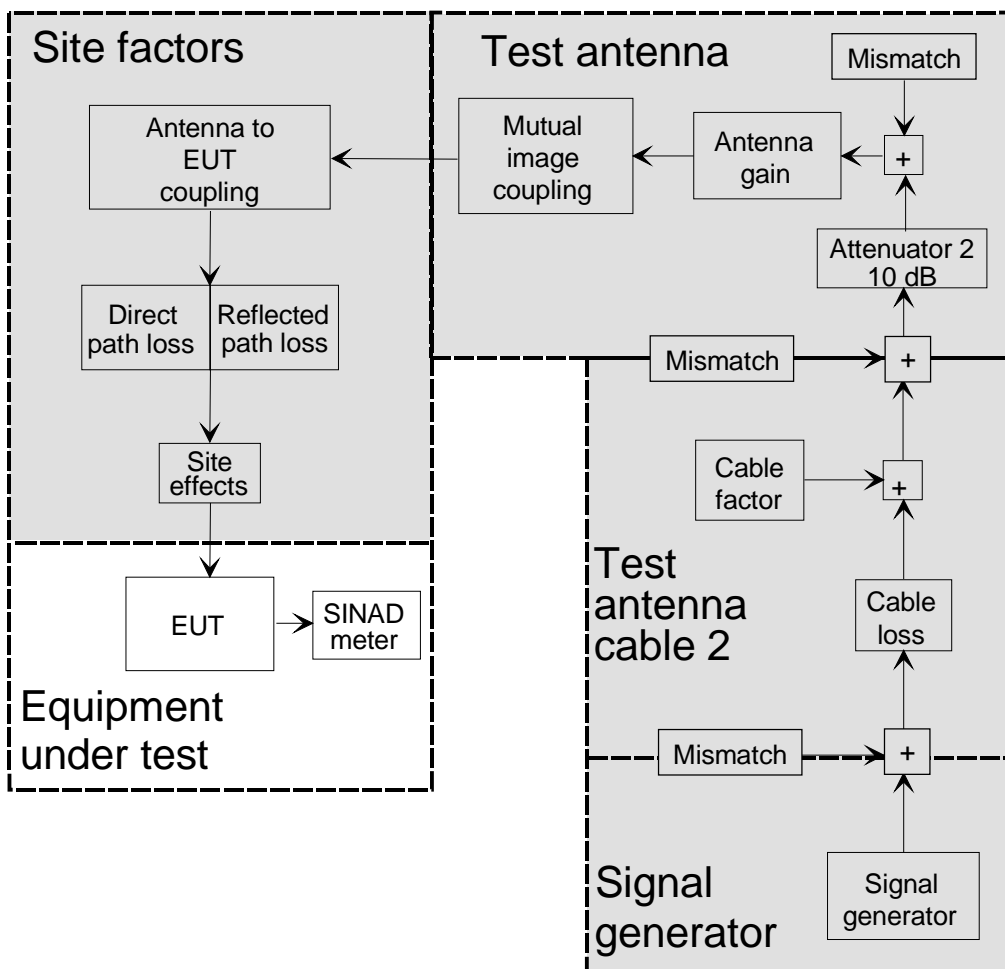 Site factors
Antenna to
EUT
coupling
Direct
path loss
Reflected
path loss
Site
effects
EUT
SINAD
meter
Equipment
under test
Test antenna
Mismatch
Mutual
image
coupling
Antenna
gain
+
Attenuator 2
10 dB
Mismatch
+
Cable
factor
+
Test
antenna
cable 2
Cable
loss
Mismatch
+
Signal
generator
Signal
generator